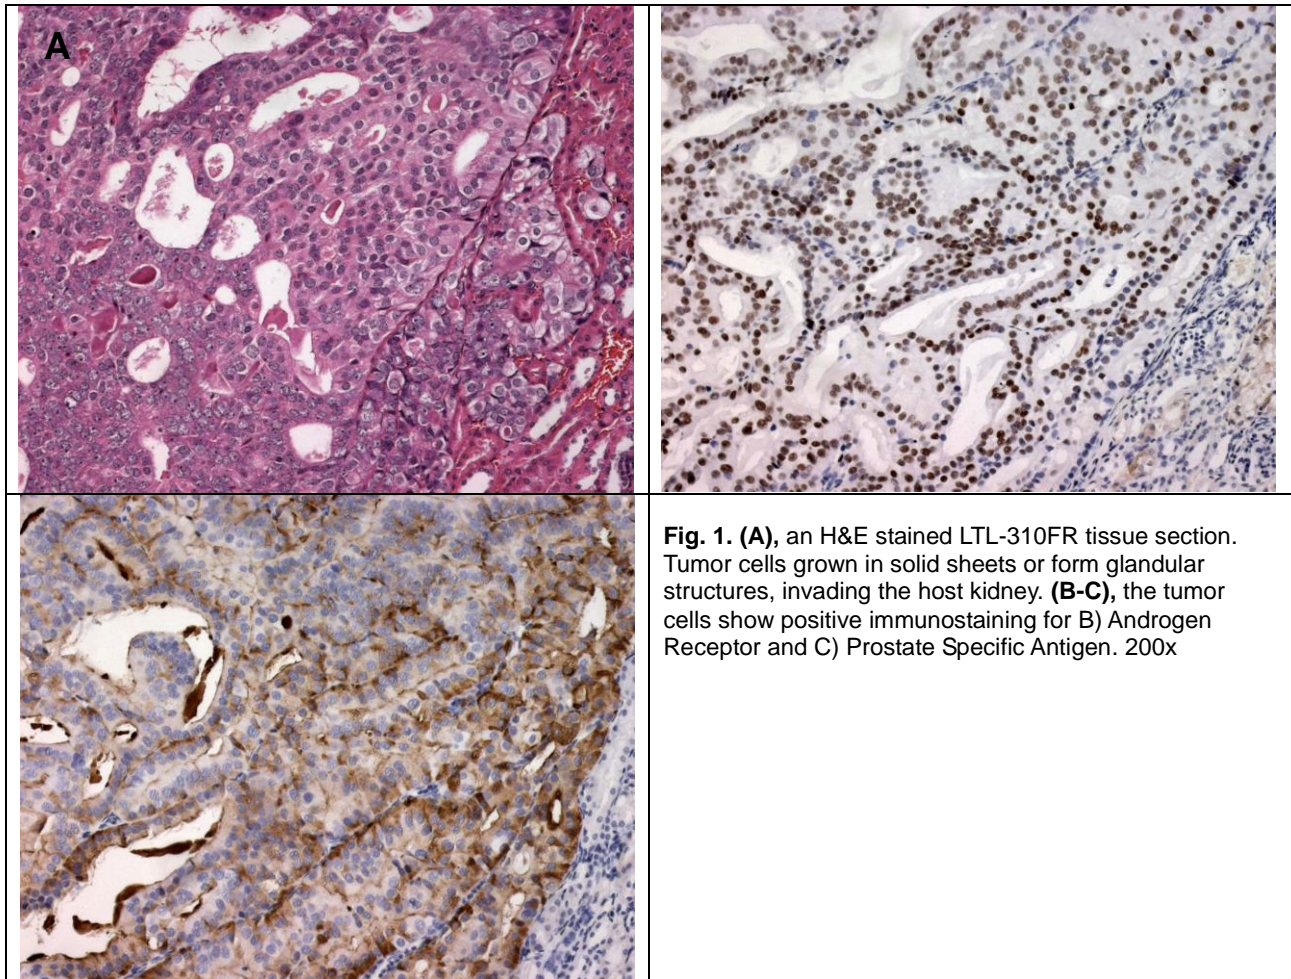 A
Fig. 1. (A), an H&E stained LTL-310FR tissue section.
Tumor cells grown in solid sheets or form glandular
structures, invading the host kidney. (B-C), the tumor
cells show positive immunostaining for B) Androgen
Receptor and C) Prostate Specific Antigen. 200x